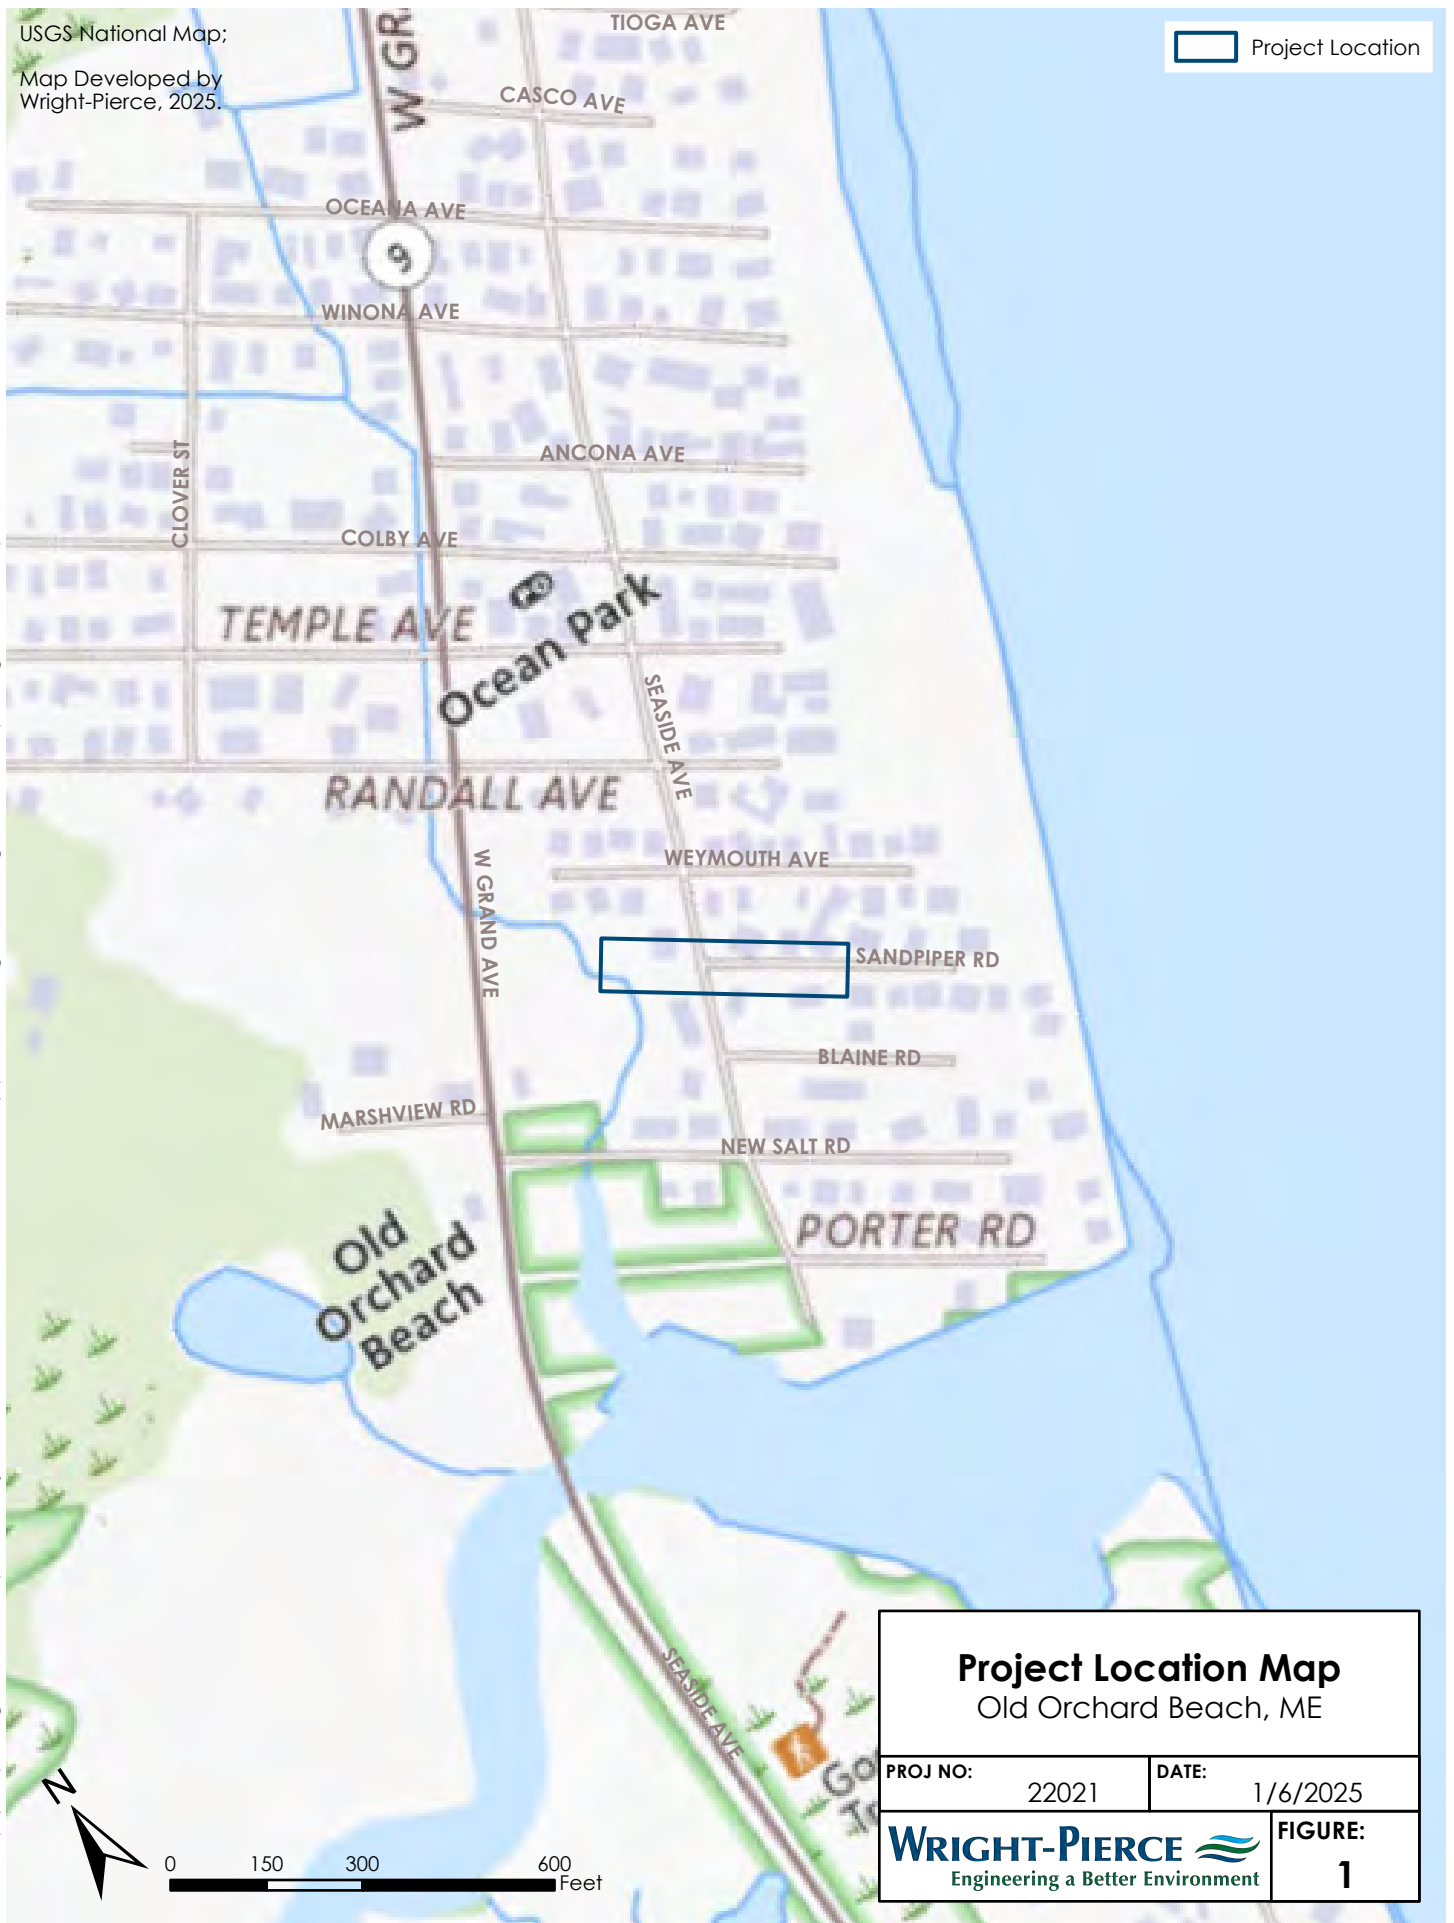 USGS National Map;
Map Developed by
Wright-Pierce, 2025.
Project Location
TIOGA AVE
W GR
CASCO AVE
OCEANA AVE
9
WINONA AVE
ANCONA AVE
CLOVER ST
COLBY AVE
TEMPLE AVE
Ocean Park
SEASIDE AVE
RANDALL AVE
WEYMOUTH AVE
W GRAND AVE
SANDPIPER RD
BLAINE RD
MARSHVIEW RD
NEW SALT RD
PORTER RD
Old
Orchard
Beach
SEASIDE AVE
Go
Tr
N
0 150 300 600
Feet
Project Location Map
Old Orchard Beach, ME
PROJ NO: 22021
DATE: 1/6/2025
WRIGHT-PIERCE
Engineering a Better Environment
FIGURE:
1